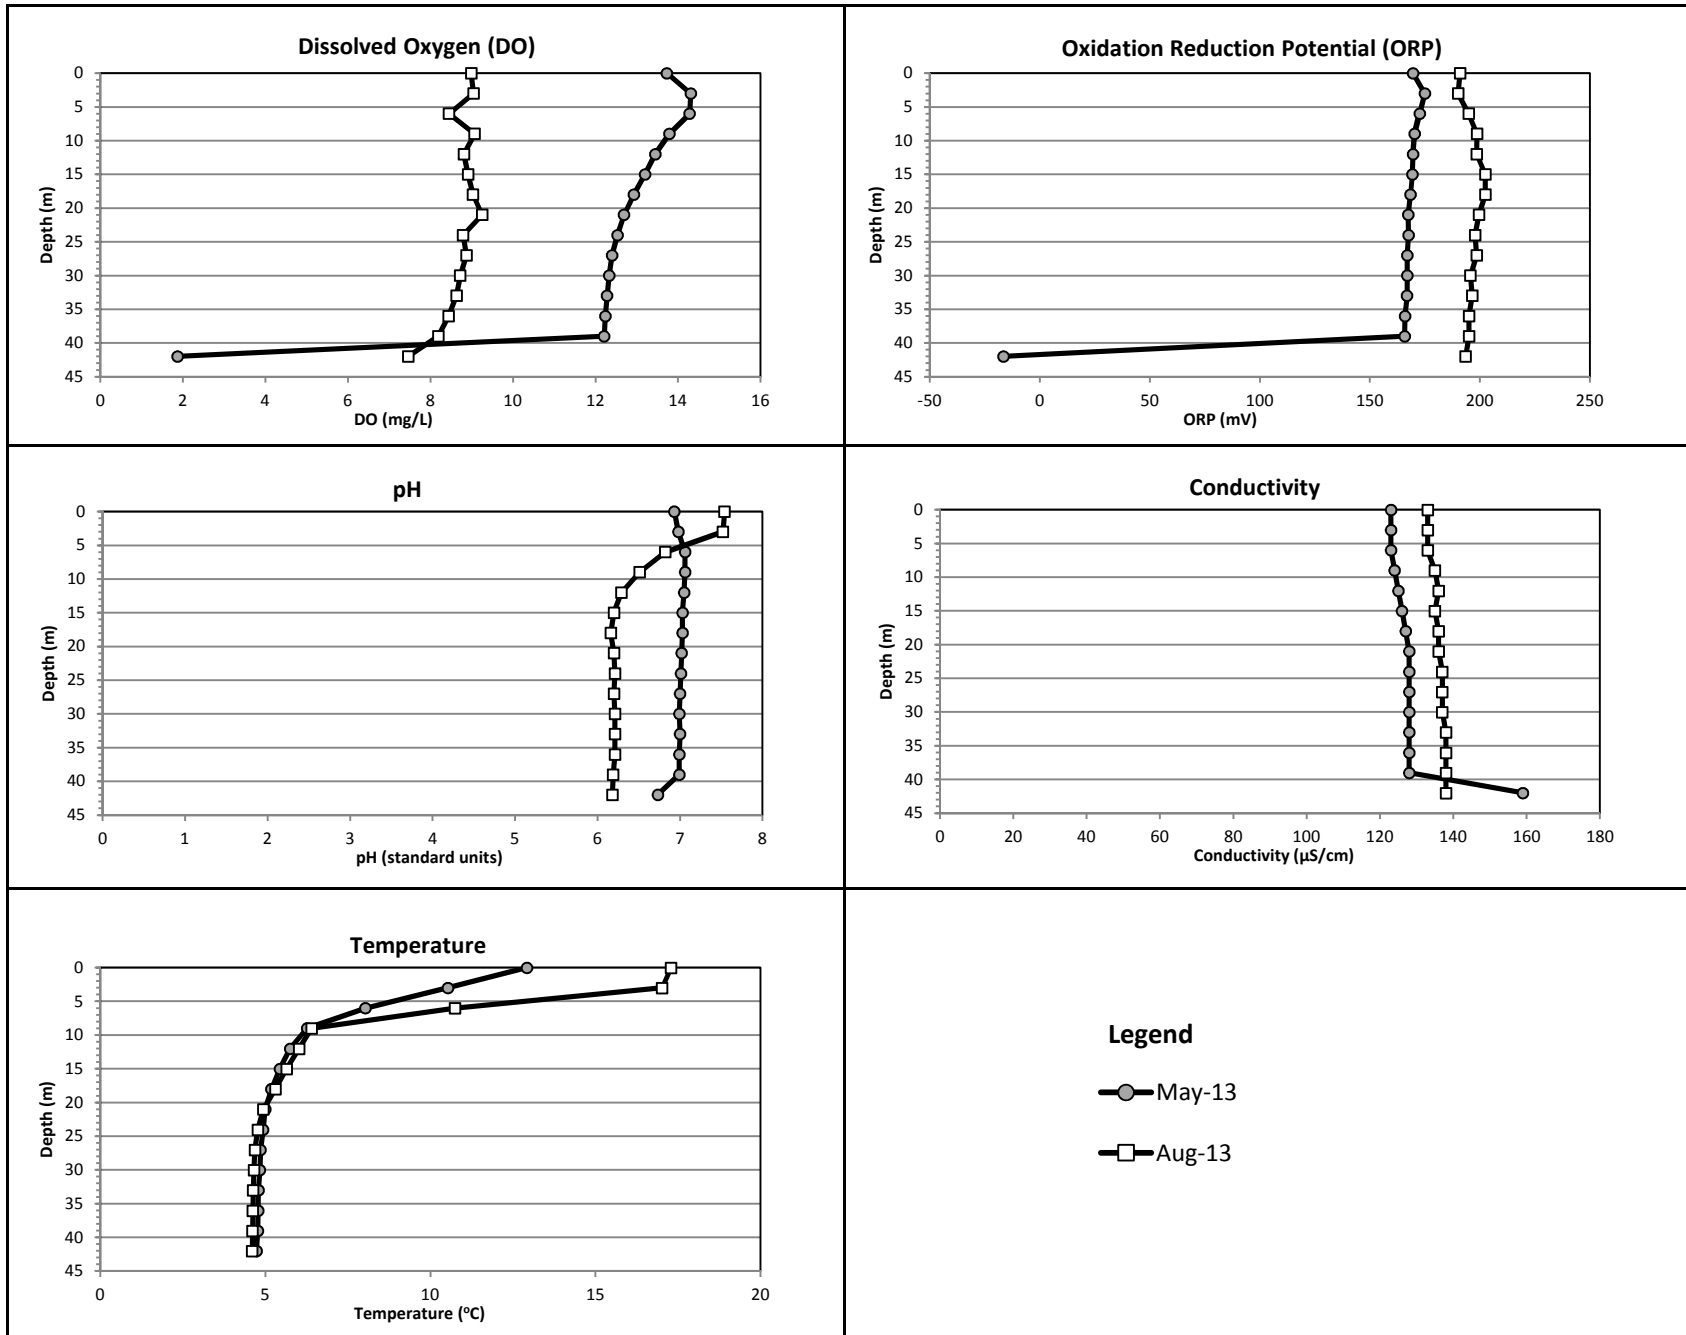 Dissolved Oxygen (DO)
0
5
10
15
20
25
30
35
40
45
Depth (m)
0 2 4 6 8 10 12 14 16
DO (mg/L)
Oxidation Reduction Potential (ORP)
0
5
10
15
20
25
30
35
40
45
Depth (m)
-50 0 50 100 150 200 250
ORP (mV)
pH
0
5
10
15
20
25
30
35
40
45
Depth (m)
0 1 2 3 4 5 6 7 8
pH (standard units)
Conductivity
0
5
10
15
20
25
30
35
40
45
Depth (m)
0 20 40 60 80 100 120 140 160 180
Conductivity (µS/cm)
Temperature
0
5
10
15
20
25
30
35
40
45
Depth (m)
0 5 10 15 20
Temperature (°C)
Legend
May-13
Aug-13